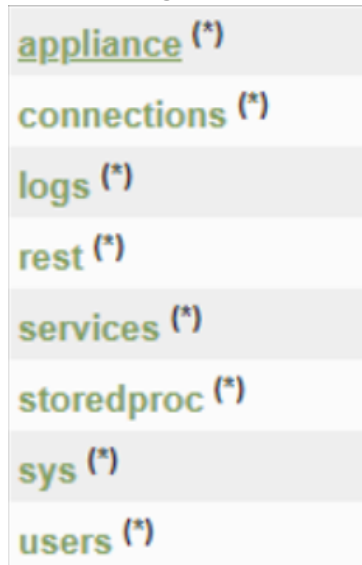 appliance (*)
connections (*)
logs (*)
rest (*)
services (*)
storedproc (*)
sys (*)
users (*)